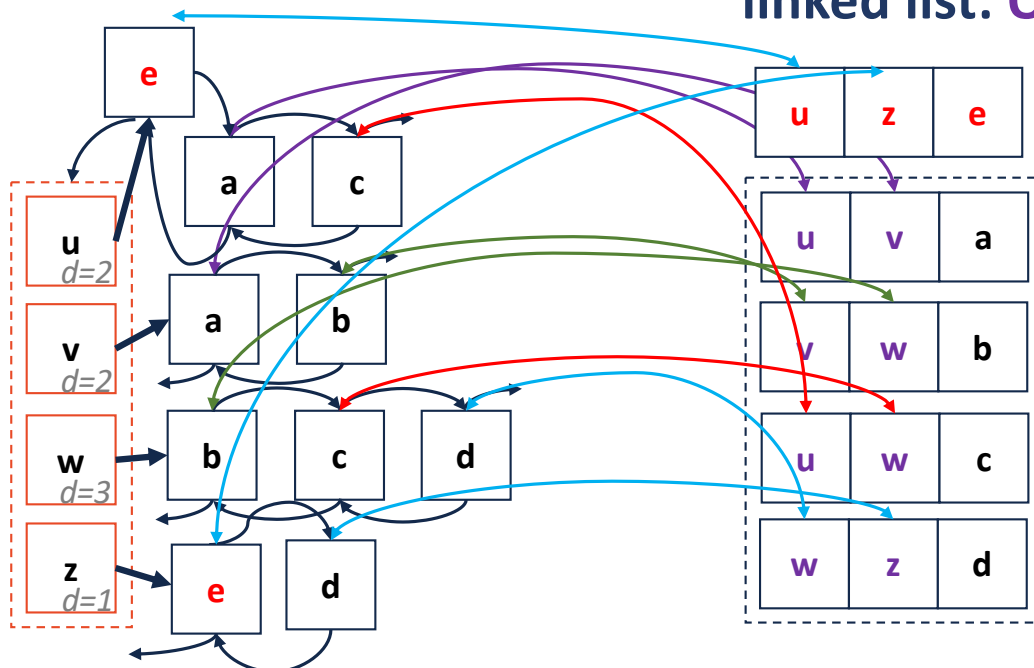 linked list:
e
u z e
a c
u v a
u
d=2
a b
v w b
v
d=2
b c d
u w c
w
d=3
w z d
e d
z
d=1